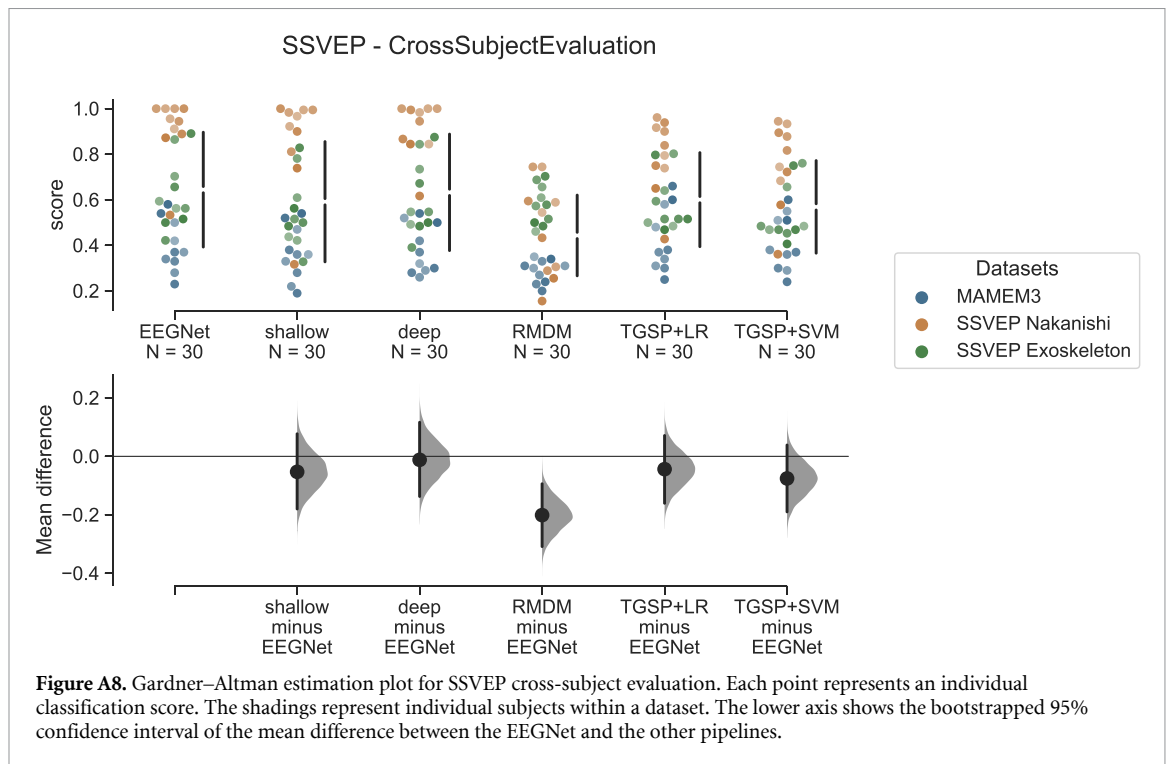 SSVEP - CrossSubjectEvaluation
score
1.0
0.8
0.6
0.4
0.2
EEGNet shallow deep RMDM TGSP+LR TGSP+SVM
N = 30 N = 30 N = 30 N = 30 N = 30 N = 30
Datasets
MAMEM3
SSVEP Nakanishi
SSVEP Exoskeleton
Mean difference
0.2
0.0
−0.2
−0.4
shallow deep RMDM TGSP+LR TGSP+SVM
minus minus minus minus minus
EEGNet EEGNet EEGNet EEGNet EEGNet
Figure A8. Gardner–Altman estimation plot for SSVEP cross-subject evaluation. Each point represents an individual
classification score. The shadings represent individual subjects within a dataset. The lower axis shows the bootstrapped 95%
confidence interval of the mean difference between the EEGNet and the other pipelines.